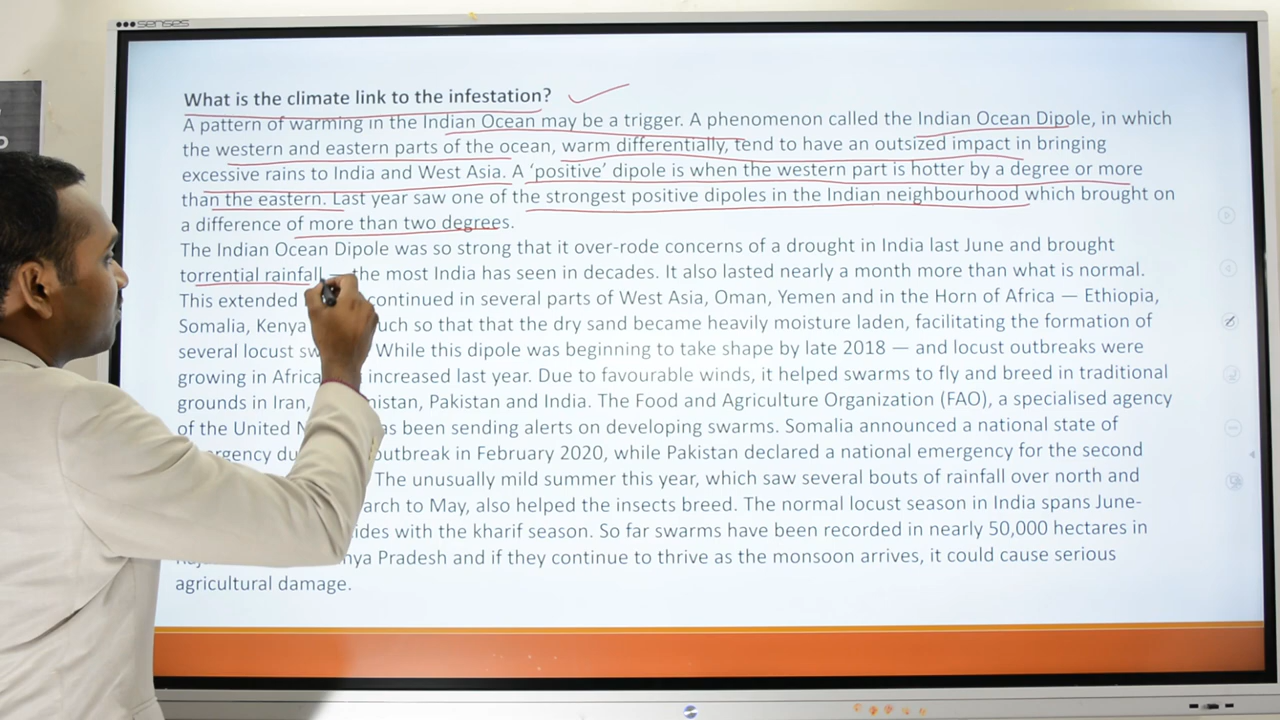 senses
What is the climate link to the infestation?
A pattern of warming in the Indian Ocean may be a trigger. A phenomenon called the Indian Ocean Dipole, in which
the western and eastern parts of the ocean, warm differentially, tend to have an outsized impact in bringing
excessive rains to India and West Asia. A ‘positive’ dipole is when the western part is hotter by a degree or more
than the eastern. Last year saw one of the strongest positive dipoles in the Indian neighbourhood which brought on
a difference of more than two degrees.
The Indian Ocean Dipole was so strong that it over-rode concerns of a drought in India last June and brought
torrential rainfall — the most India has seen in decades. It also lasted nearly a month more than what is normal.
This extended continued in several parts of West Asia, Oman, Yemen and in the Horn of Africa — Ethiopia,
Somalia, Kenya so that that the dry sand became heavily moisture laden, facilitating the formation of
several locust While this dipole was beginning to take shape by late 2018 — and locust outbreaks were
growing in Africa increased last year. Due to favourable winds, it helped swarms to fly and breed in traditional
grounds in Iran, Pakistan and India. The Food and Agriculture Organization (FAO), a specialised agency
of the United been sending alerts on developing swarms. Somalia announced a national state of
outbreak in February 2020, while Pakistan declared a national emergency for the second
The unusually mild summer this year, which saw several bouts of rainfall over north and
to May, also helped the insects breed. The normal locust season in India spans June-
with the kharif season. So far swarms have been recorded in nearly 50,000 hectares in
Pradesh and if they continue to thrive as the monsoon arrives, it could cause serious
agricultural damage.